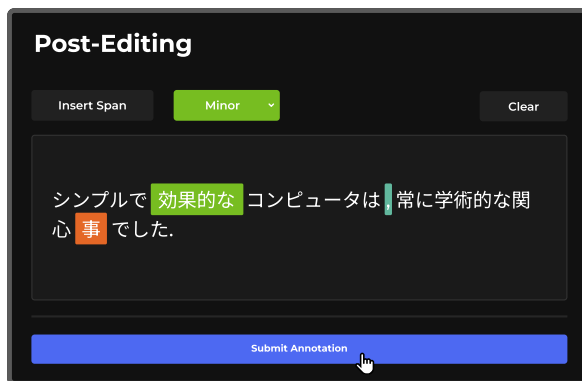 Post-Editing
Insert Span
Minor
Clear
シンプルで 効果的な コンピュータは , 常に学術的な関
心 事 でした.
Submit Annotation